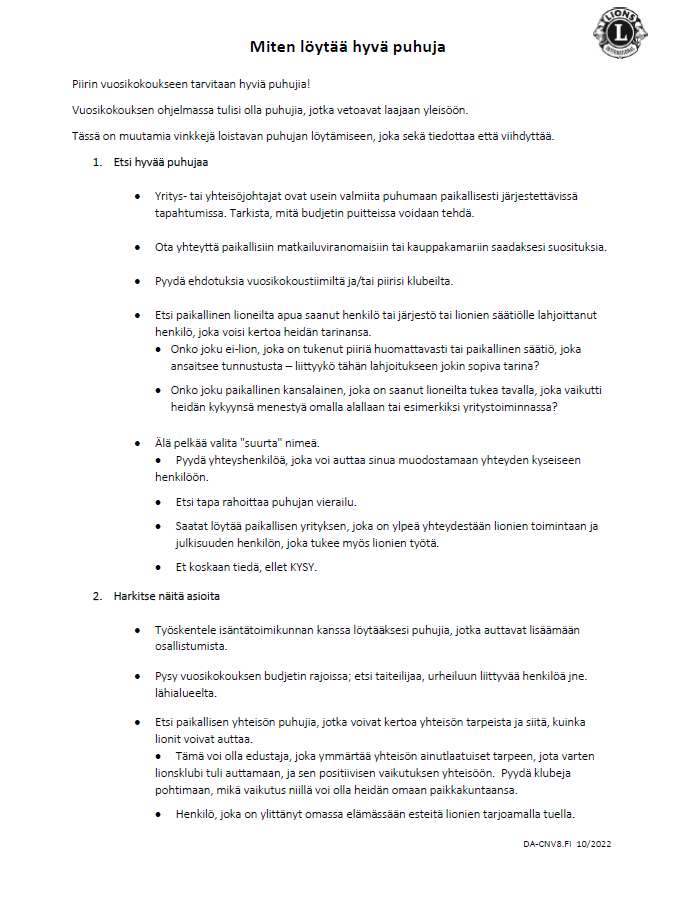 LIONS
L
INTERNATIONAL
Miten löytää hyvä puhuja
Piirin vuosikokoukseen tarvitaan hyviä puhujia!
Vuosikokouksen ohjelmassa tulisi olla puhujia, jotka vetoavat laajaan yleisöön.
Tässä on muutamia vinkkejä loistavan puhujan löytämiseen, joka sekä tiedottaa että viihdyttää.
1. Etsi hyvää puhujaa
• Yritys- tai yhteisöjohtajat ovat usein valmiita puhumaan paikallisesti järjestettävissä
tapahtumissa. Tarkista, mitä budjetin puitteissa voidaan tehdä.
• Ota yhteyttä paikallisiin matkailuviranomaisiin tai kauppakamariin saadaksesi suosituksia.
• Pyydä ehdotuksia vuosikokoustiimiltä ja/tai piirisi klubeilta.
• Etsi paikallinen lioneilta apua saanut henkilö tai järjestö tai lionien säätiölle lahjoittanut
henkilö, joka voisi kertoa heidän tarinansa.
• Onko joku ei-lion, joka on tukenut piiriä huomattavasti tai paikallinen säätiö, joka
ansaitsee tunnustusta – liittyykö tähän lahjoitukseen jokin sopiva tarina?
• Onko joku paikallinen kansalainen, joka on saanut lioneilta tukea tavalla, joka vaikutti
heidän kykyynsä menestyä omalla alallaan tai esimerkiksi yritystoiminnassa?
• Älä pelkää valita "suurta" nimeä.
• Pyydä yhteyshenkilöä, joka voi auttaa sinua muodostamaan yhteyden kyseiseen
henkilöön.
• Etsi tapa rahoittaa puhujan vierailu.
• Saatat löytää paikallisen yrityksen, joka on ylpeä yhteydestään lionien toimintaan ja
julkisuuden henkilön, joka tukee myös lionien työtä.
• Et koskaan tiedä, ellet KYSY.
2. Harkitse näitä asioita
• Työskentele isäntätoimikunnan kanssa löytääksesi puhujia, jotka auttavat lisäämään
osallistumista.
• Pysy vuosikokouksen budjetin rajoissa; etsi taiteilijaa, urheiluun liittyvää henkilöä jne.
lähialueelta.
• Etsi paikallisen yhteisön puhujia, jotka voivat kertoa yhteisön tarpeista ja siitä, kuinka
lionit voivat auttaa.
• Tämä voi olla edustaja, joka ymmärtää yhteisön ainutlaatuiset tarpeen, jota varten
lionsklubi tuli auttamaan, ja sen positiivisen vaikutuksen yhteisöön. Pyydä klubeja
pohtimaan, mikä vaikutus niillä voi olla heidän omaan paikkakuntaansa.
• Henkilö, joka on ylittänyt omassa elämässään esteitä lionien tarjoamalla tuella.
DA-CNV8.FI 10/2022